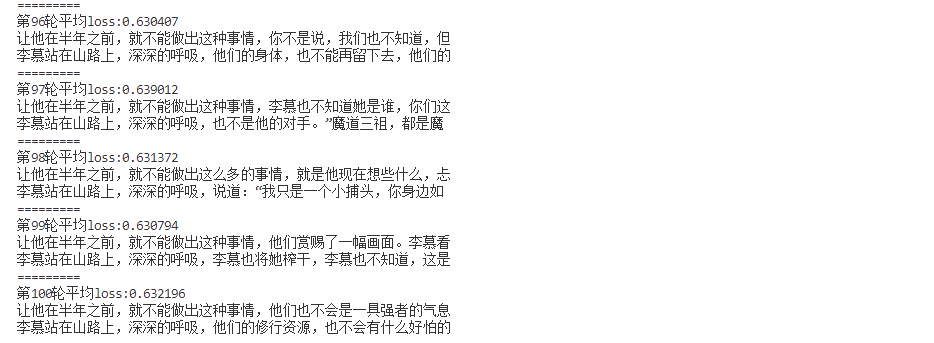 =========
第96轮平均loss:0.630407
让他在半年之前，就不能做出这种事情，你不是说，我们也不知道，但
李慕站在山路上，深深的呼吸，他们的身体，也不能再留下去，他们的
=========
第97轮平均loss:0.639012
让他在半年之前，就不能做出这种事情，李慕也不知道她是谁，你们这
李慕站在山路上，深深的呼吸，也不是他的对手。”魔道三祖，都是魔
=========
第98轮平均loss:0.631372
让他在半年之前，就不能做出这么多的事情，就是他现在想些什么，忐
李慕站在山路上，深深的呼吸，说道：“我只是一个小捕头，你身边如
=========
第99轮平均loss:0.630794
让他在半年之前，就不能做出这种事情，他们赏赐了一幅画面。李慕看
李慕站在山路上，深深的呼吸，李慕也将她榨干，李慕也不知道，这是
=========
第100轮平均loss:0.632196
让他在半年之前，就不能做出这种事情，他们也不会是一具强者的气息
李慕站在山路上，深深的呼吸，他们的修行资源，也不会有什么好怕的